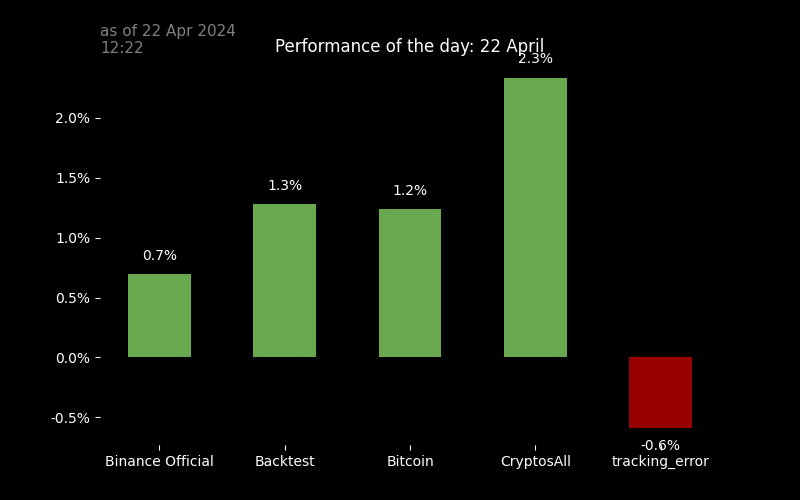 as of 22 Apr 2024
12:22
Performance of the day: 22 April
2.3%
2.0%
1.5%
1.3%
1.2%
1.0%
0.7%
0.5%
0.0%
-0.5%
-0.6%
Binance Official
Backtest
Bitcoin
CryptosAll
tracking_error